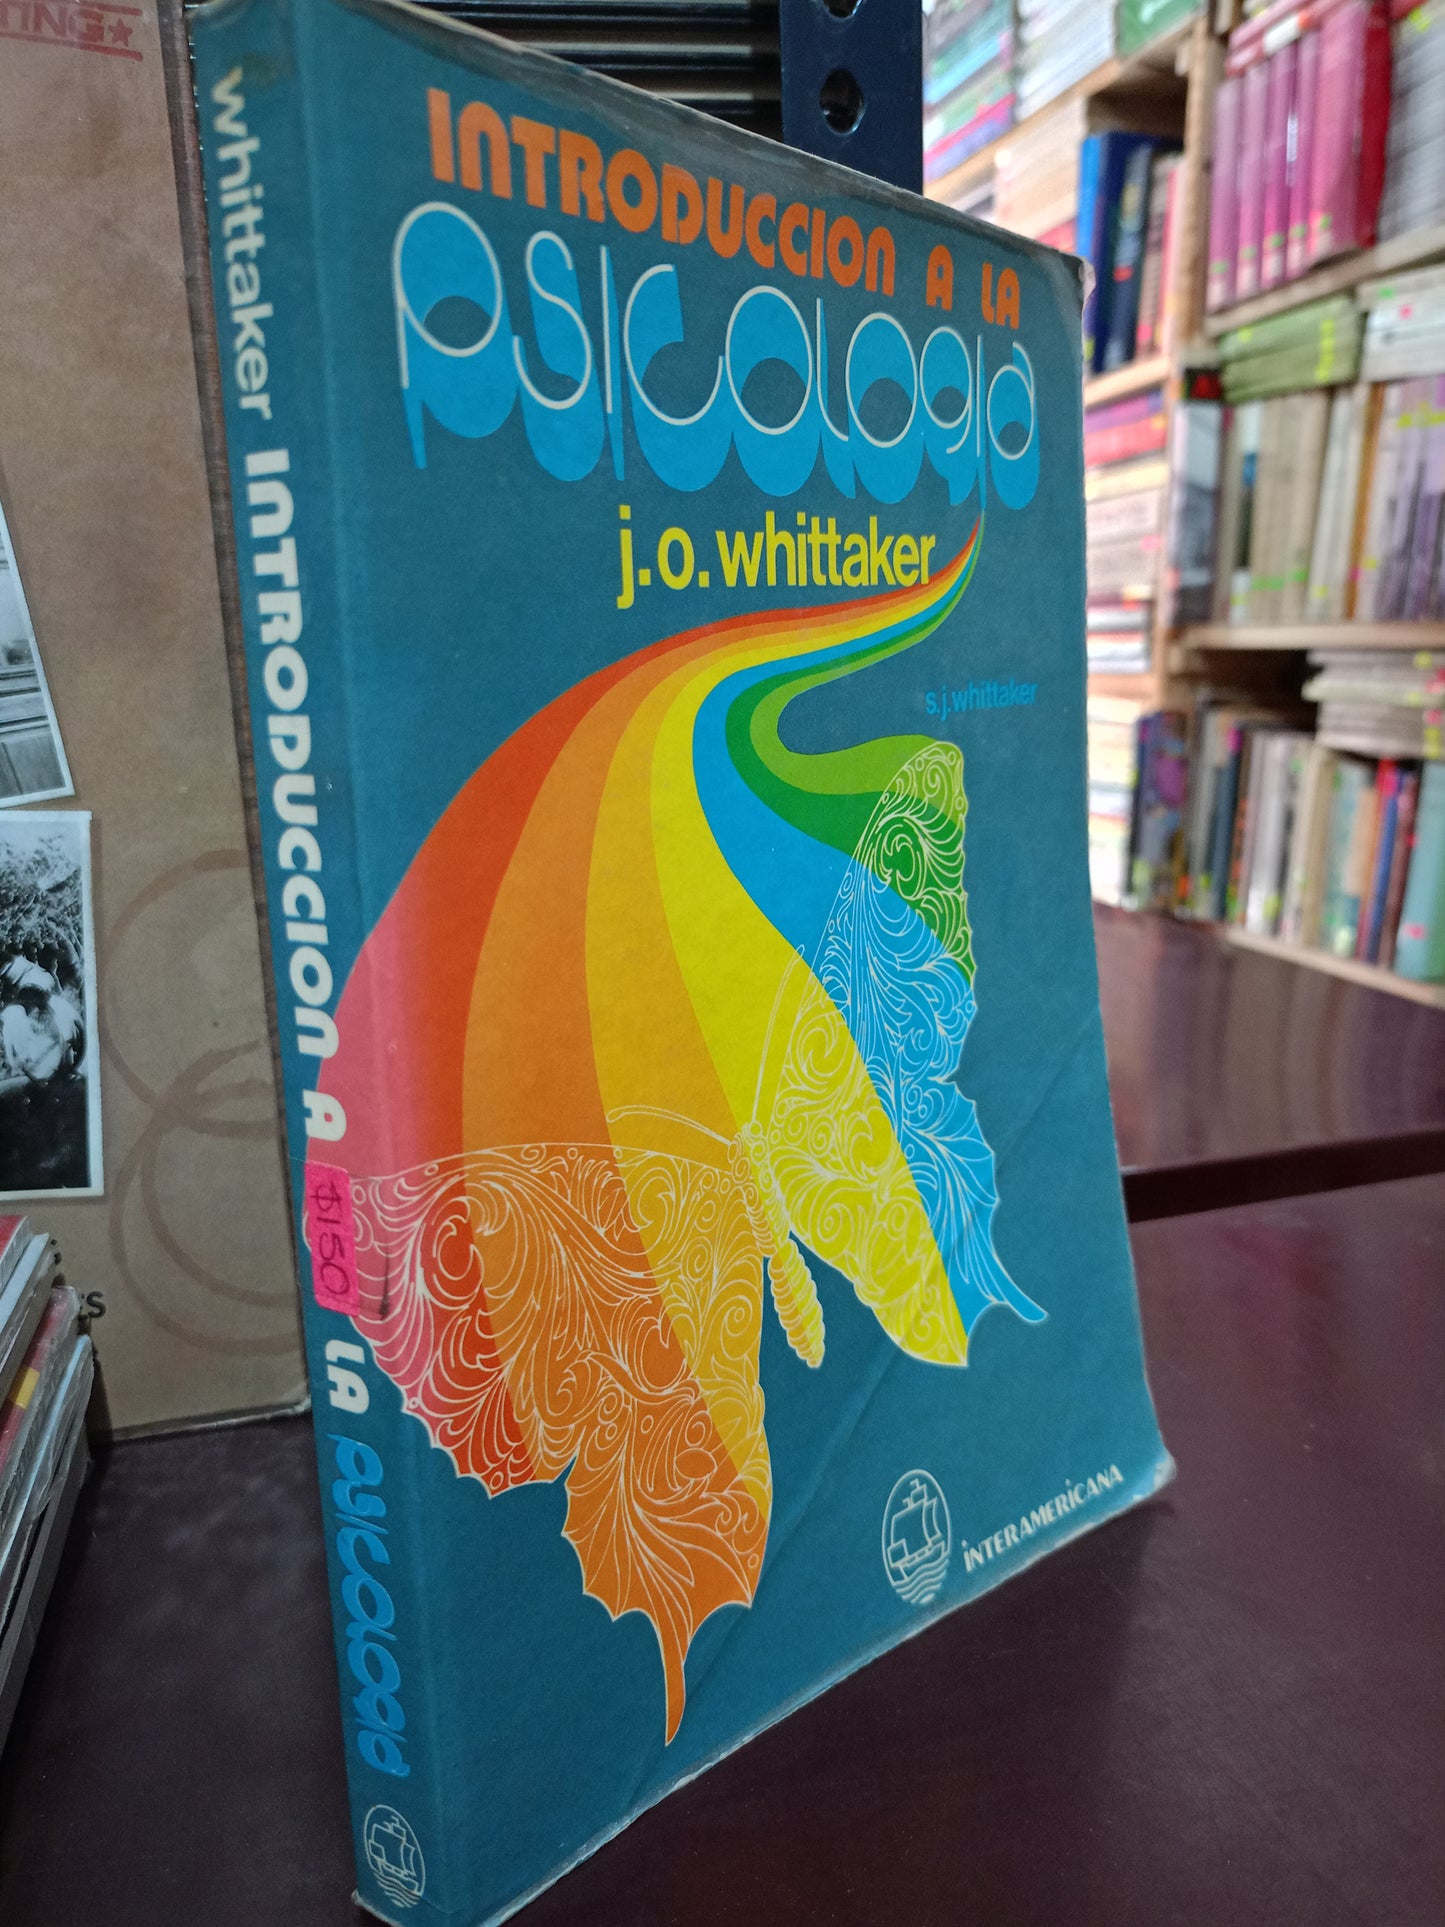 INTRODUCCION A LA
PSICOLOGIA
j.o. whittaker
s.j. whittaker
INTERAMERICANA
whittaker INTRODUCCION A LA PSICOLOGIA
$150